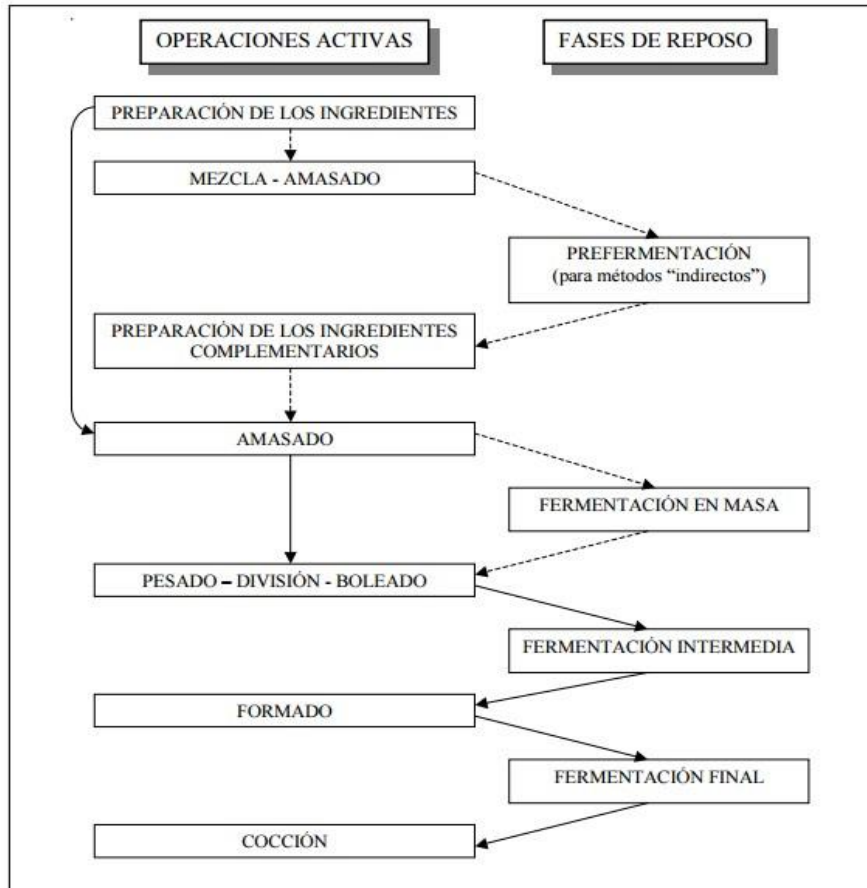 OPERACIONES ACTIVAS
FASES DE REPOSO
PREPARACIÓN DE LOS INGREDIENTES
MEZCLA - AMASADO
PREFERMENTACIÓN
(para métodos “indirectos”)
PREPARACIÓN DE LOS INGREDIENTES
COMPLEMENTARIOS
AMASADO
FERMENTACIÓN EN MASA
PESADO – DIVISIÓN - BOLEADO
FERMENTACIÓN INTERMEDIA
FORMADO
FERMENTACIÓN FINAL
COCCIÓN